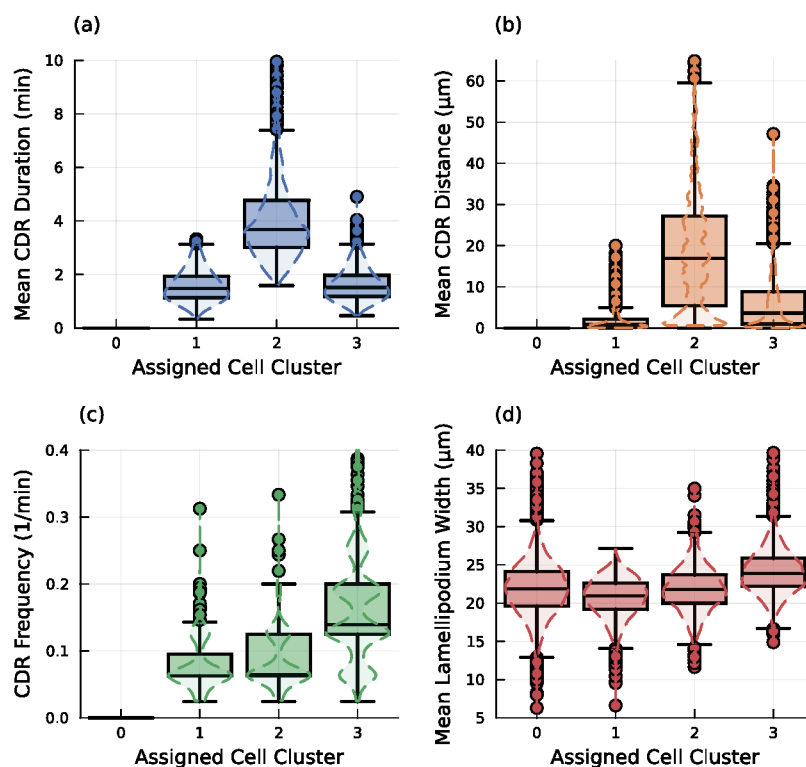 (a)
Mean CDR Duration (min)
10
8
6
4
2
0
0 1 2 3
Assigned Cell Cluster
(b)
Mean CDR Distance (μm)
60
50
40
30
20
10
0
0 1 2 3
Assigned Cell Cluster
(c)
CDR Frequency (1/min)
0.4
0.3
0.2
0.1
0.0
0 1 2 3
Assigned Cell Cluster
(d)
Mean Lamellipodium Width (μm)
40
35
30
25
20
15
10
5
0 1 2 3
Assigned Cell Cluster